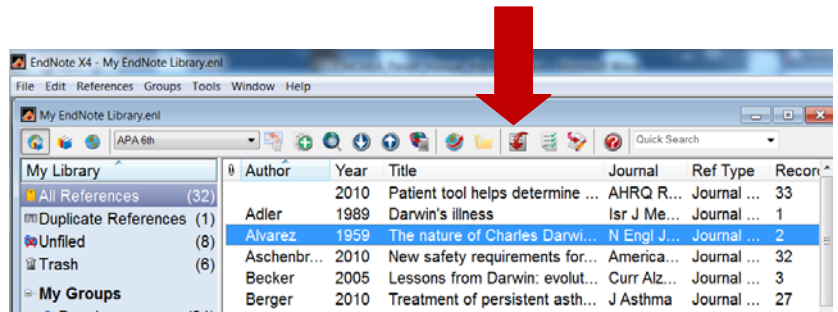 EndNote X4 - My EndNote Library.enl
File Edit References Groups Tools Window Help
My EndNote Library.enl
APA 6th Quick Search
My Library Author Year Title Journal Ref Type Recor
All References (32) 2010 Patient tool helps determine ... AHRQ R... Journal ... 33
Duplicate References (1) Adler 1989 Darwin's illness Isr J Me... Journal ... 1
Unfiled (8) Alvarez 1959 The nature of Charles Darwi... N Engl J... Journal ... 2
Trash (6) Aschenbr... 2010 New safety requirements for... America... Journal ... 32
Becker 2005 Lessons from Darwin: evolut... Curr Alz... Journal ... 3
My Groups Berger 2010 Treatment of persistent asth... J Asthma Journal ... 27